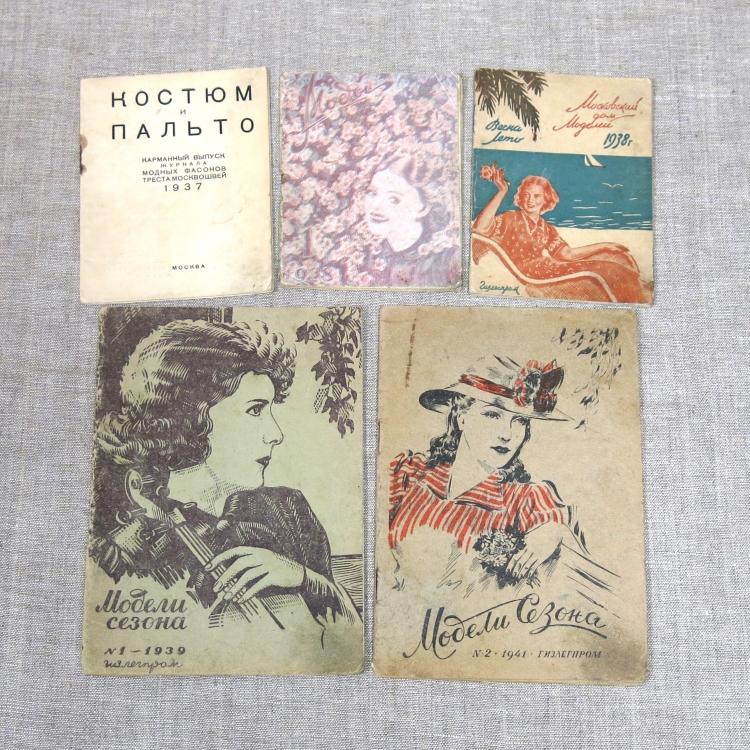 КОСТЮМ
И
ПАЛЬТО
КАРМАННЫЙ ВЫПУСК
ЖУРНАЛА
МОДНЫХ ФАСОНОВ
ТРЕСТА МОСКВОШВЕЙ
1937
МОСКВА
Модели
Московский
дом
Моделей
1938г
Весна
Лето
Гизлегпром
Модели
сезона
№1-1939
гизлегпром
Модели Сезона
№2 · 1941 · ГИЗЛЕГПРОМ